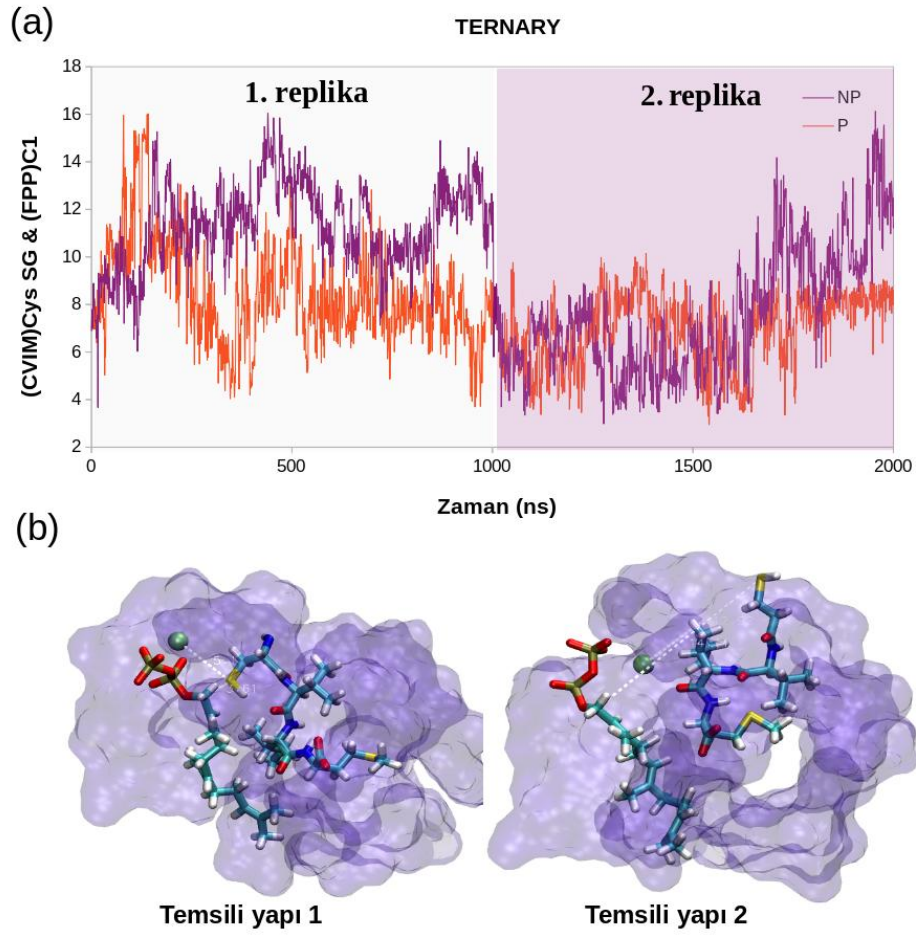 (a)
TERNARY
18
16
14
12
10
8
6
4
2
(CVIM)Cys SG & (FPP)C1
1. replika
2. replika
NP
P
0
500
1000
1500
2000
Zaman (ns)
(b)
Temsili yapı 1
Temsili yapı 2